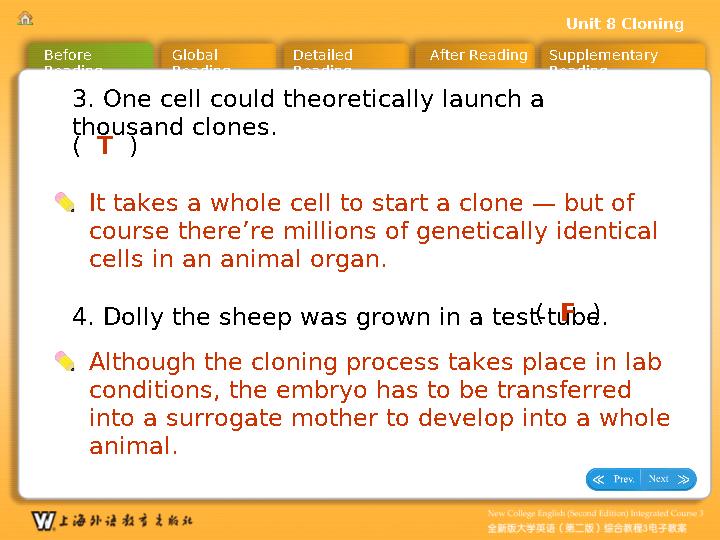 Unit 8 Cloning
Before Reading
Global Reading
Detailed Reading
After Reading
Supplementary Reading
3. One cell could theoretically launch a
thousand clones.
( T )
It takes a whole cell to start a clone — but of
course there’re millions of genetically identical
cells in an animal organ.
4. Dolly the sheep was grown in a test-tube. ( F )
Although the cloning process takes place in lab
conditions, the embryo has to be transferred
into a surrogate mother to develop into a whole
animal.
Prev. Next
New College English (Second Edition) Integrated Course 3
上海外语教育出版社
全新版大学英语（第二版）综合教程3电子教案